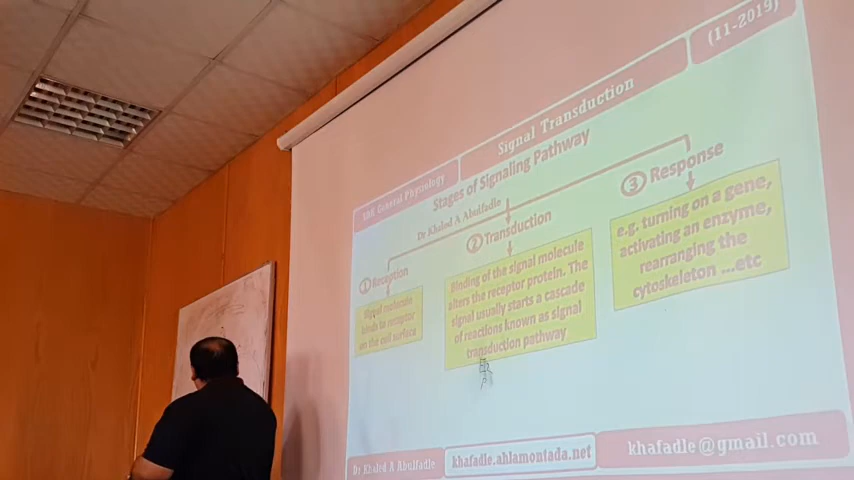 General Physiology
Signal Transduction
(11-2019)
Stages of Signaling Pathway
Dr Khaled A Abulfadle
1 Reception
2 Transduction
3 Response
Signal molecule
binds to receptor
on the cell surface
Binding of the signal molecule
alters the receptor protein. The
signal usually starts a cascade
of reactions known as signal
transduction pathway
e.g. turning on a gene,
activating an enzyme,
rearranging the
cytoskeleton ...etc
Dr Khaled A Abulfadle
khafadle.ahlamontada.net
khafadle@gmail.com